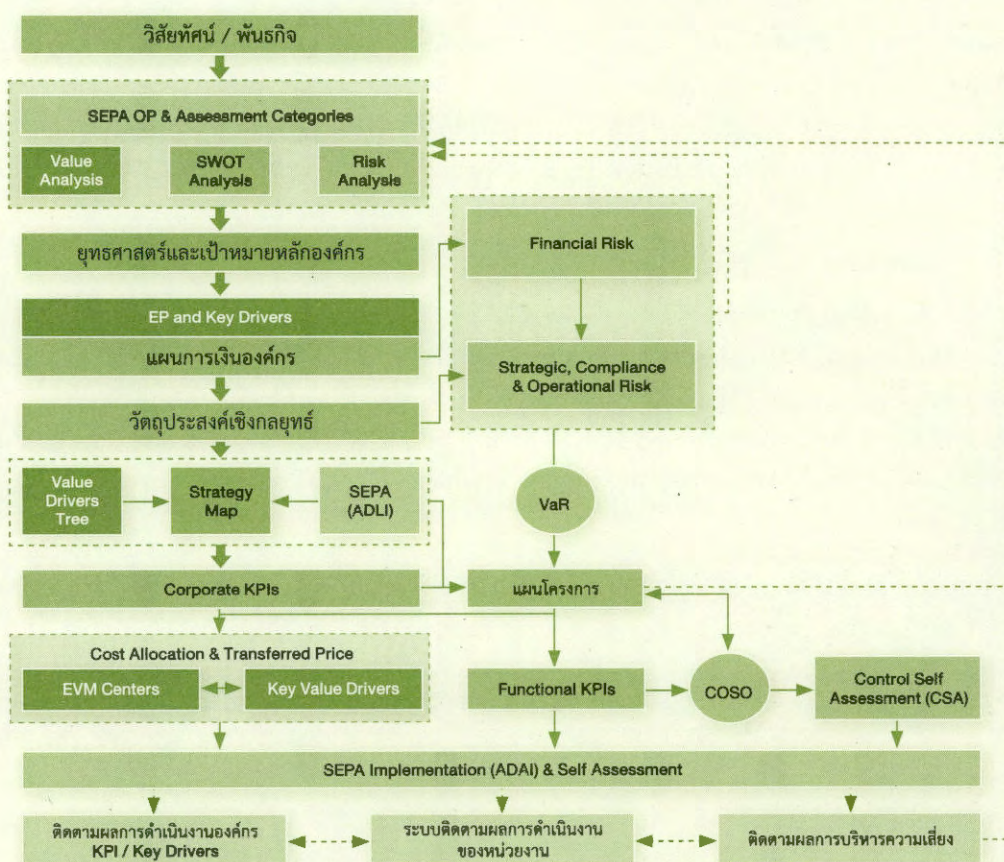 วิสัยทัศน์ / พันธกิจ
SEPA OP & Assessment Categories
Value
Analysis
SWOT
Analysis
Risk
Analysis
ยุทธศาสตร์และเป้าหมายหลักองค์กร
Financial Risk
EP and Key Drivers
แผนการเงินองค์กร
Strategic, Compliance
& Operational Risk
วัตถุประสงค์เชิงกลยุทธ์
Value
Drivers
Tree
Strategy
Map
SEPA
(ADLI)
VaR
Corporate KPIs
แผนโครงการ
Cost Allocation & Transferred Price
EVM Centers
Key Value Drivers
Functional KPIs
COSO
Control Self
Assessment (CSA)
SEPA Implementation (ADAI) & Self Assessment
ติดตามผลการดำเนินงานองค์กร
KPI / Key Drivers
ระบบติดตามผลการดำเนินงาน
ของหน่วยงาน
ติดตามผลการบริหารความเสี่ยง